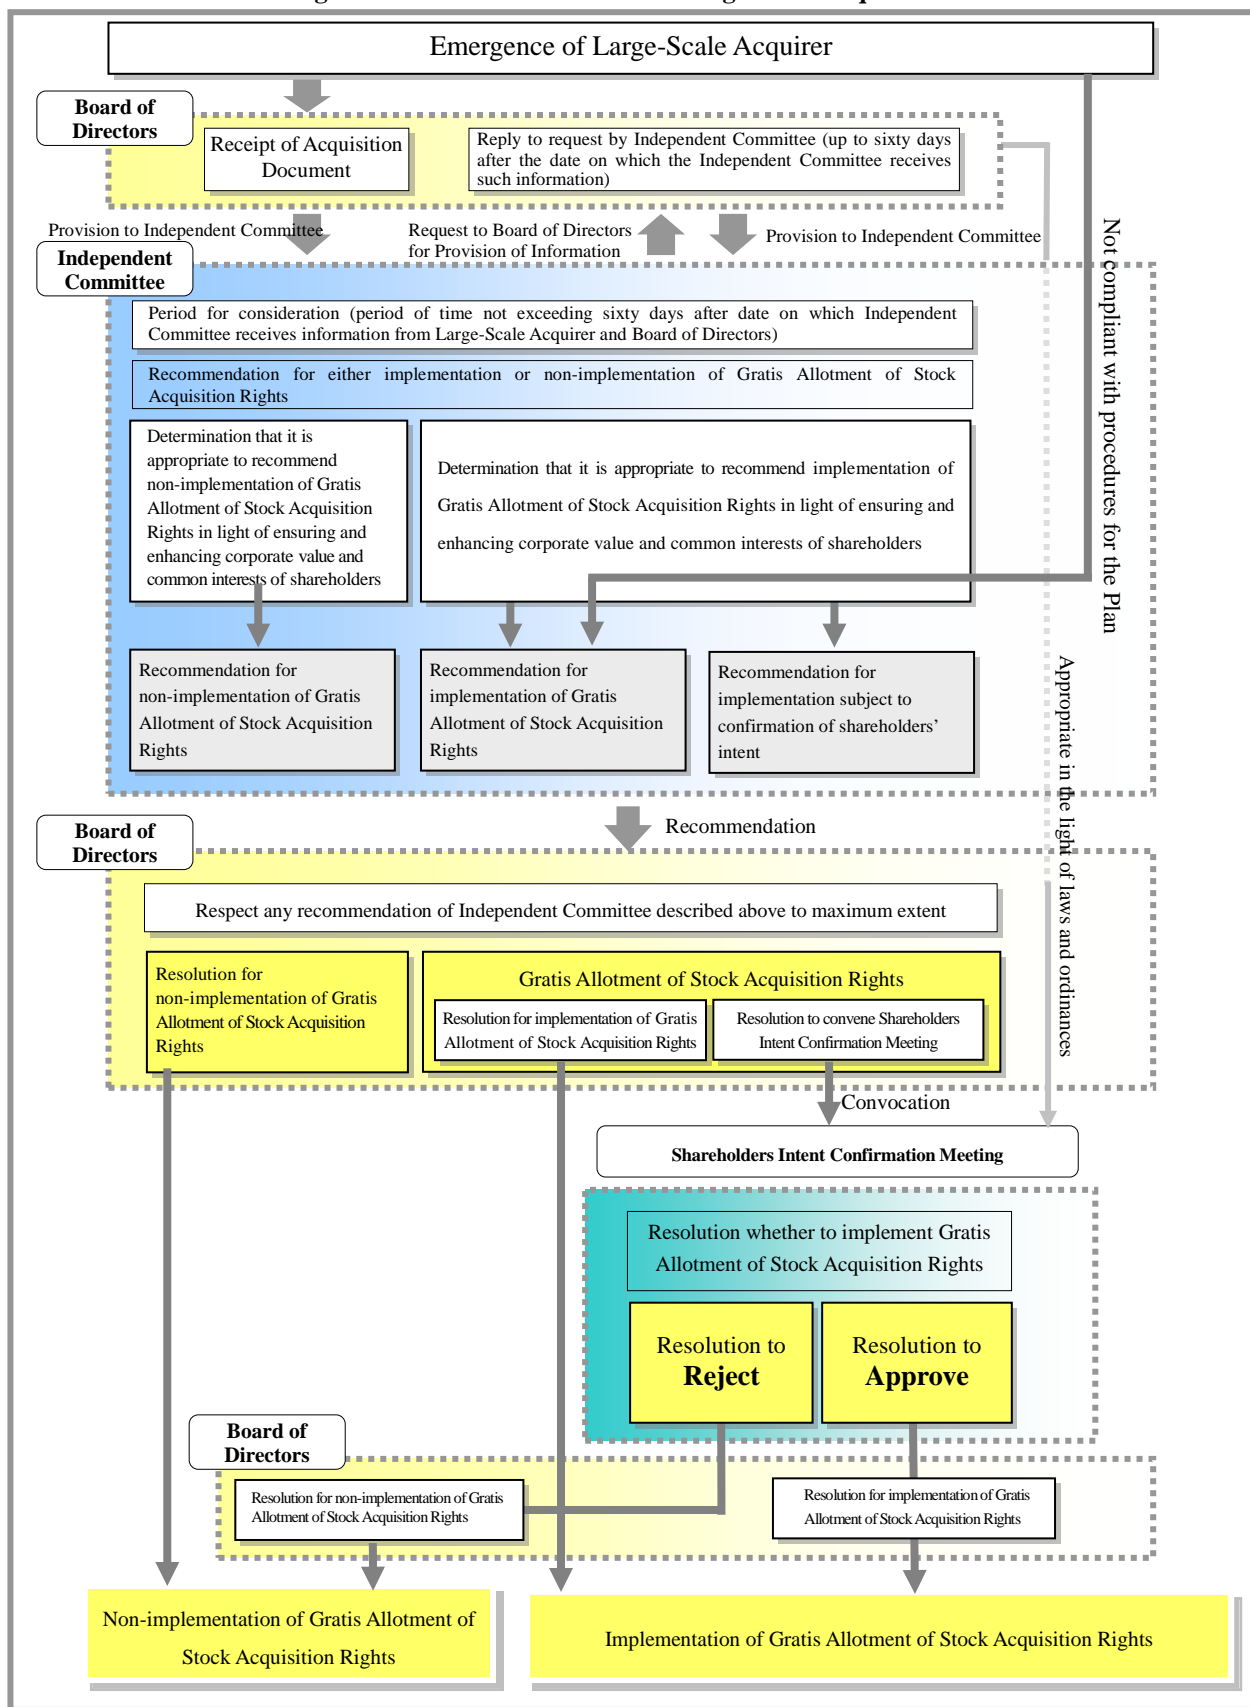 Emergence of Large-Scale Acquirer
Board of
Directors
Receipt of Acquisition
Document
Reply to request by Independent Committee (up to sixty days
after the date on which the Independent Committee receives
such information)
Provision to Independent Committee
Request to Board of Directors
for Provision of Information
Provision to Independent Committee
Not compliant with procedures for the Plan
Independent
Committee
Period for consideration (period of time not exceeding sixty days after date on which Independent
Committee receives information from Large-Scale Acquirer and Board of Directors)
Recommendation for either implementation or non-implementation of Gratis Allotment of Stock
Acquisition Rights
Determination that it is
appropriate to recommend
non-implementation of Gratis
Allotment of Stock Acquisition
Rights in light of ensuring and
enhancing corporate value and
common interests of shareholders
Determination that it is appropriate to recommend implementation of
Gratis Allotment of Stock Acquisition Rights in light of ensuring and
enhancing corporate value and common interests of shareholders
Recommendation for
non-implementation of Gratis
Allotment of Stock Acquisition
Rights
Recommendation for
implementation of Gratis
Allotment of Stock Acquisition
Rights
Recommendation for
implementation subject to
confirmation of shareholders’
intent
Appropriate in the light of laws and ordinances
Recommendation
Board of
Directors
Respect any recommendation of Independent Committee described above to maximum extent
Resolution for
non-implementation of Gratis
Allotment of Stock Acquisition
Rights
Gratis Allotment of Stock Acquisition Rights
Resolution for implementation of Gratis
Allotment of Stock Acquisition Rights
Resolution to convene Shareholders
Intent Confirmation Meeting
Convocation
Shareholders Intent Confirmation Meeting
Resolution whether to implement Gratis
Allotment of Stock Acquisition Rights
Resolution to
Reject
Resolution to
Approve
Board of
Directors
Resolution for non-implementation of Gratis
Allotment of Stock Acquisition Rights
Resolution for implementation of Gratis
Allotment of Stock Acquisition Rights
Non-implementation of Gratis Allotment of
Stock Acquisition Rights
Implementation of Gratis Allotment of Stock Acquisition Rights